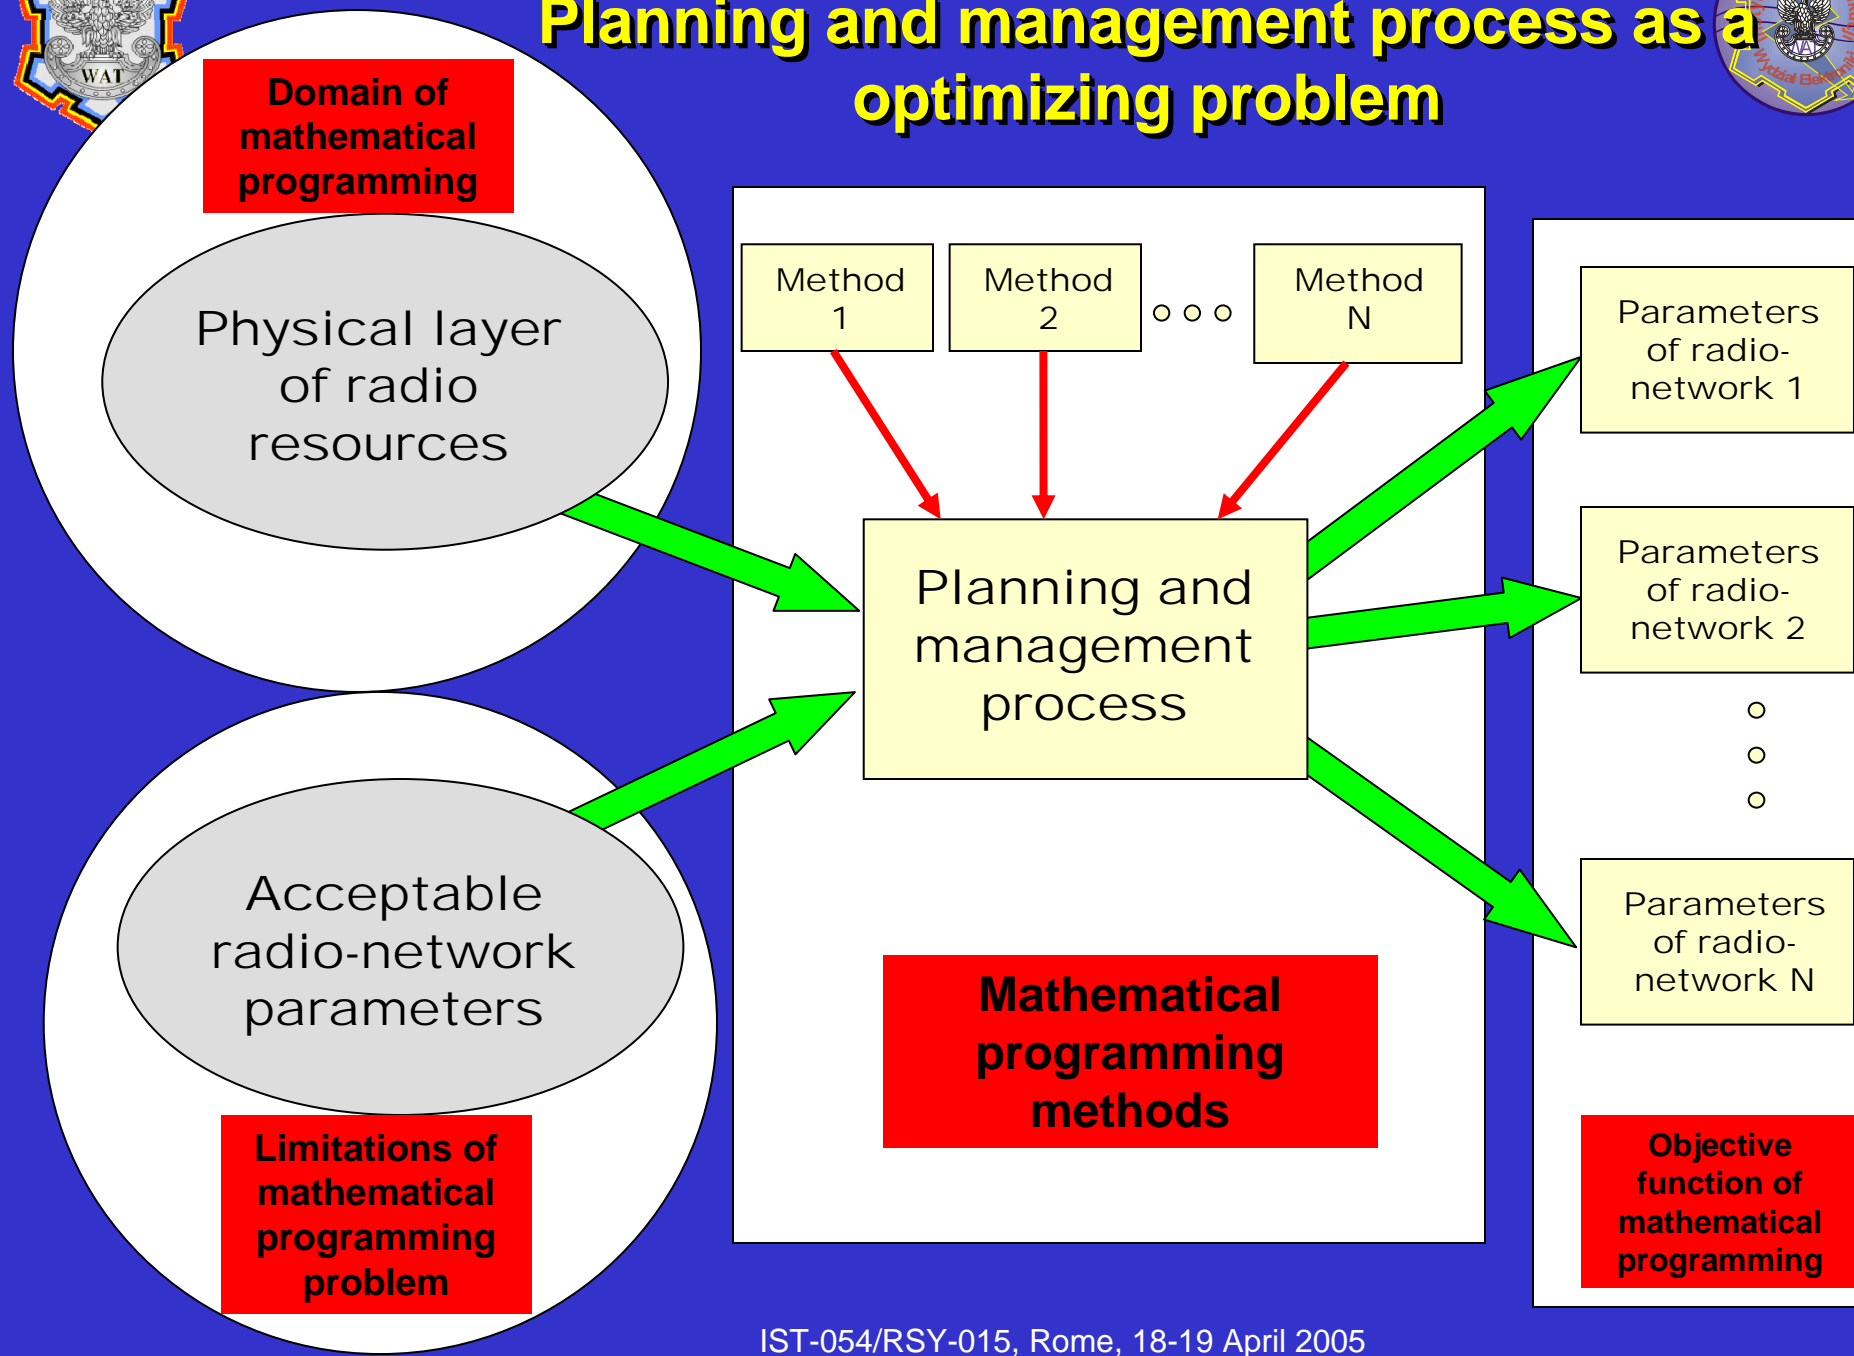 Planning and management process as a
optimizing problem
WAT
Domain of
mathematical
programming
Physical layer
of radio
resources
Acceptable
radio-network
parameters
Limitations of
mathematical
programming
problem
Method
1
Method
2
Method
N
Planning and
management
process
Mathematical
programming
methods
Parameters
of radio-
network 1
Parameters
of radio-
network 2
Parameters
of radio-
network N
Objective
function of
mathematical
programming
IST-054/RSY-015, Rome, 18-19 April 2005